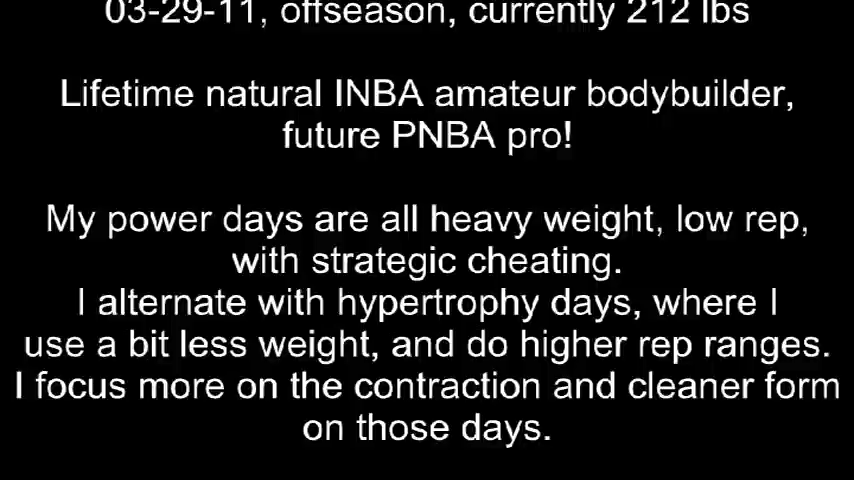 03-29-11, offseason, currently 212 lbs
Lifetime natural INBA amateur bodybuilder,
future PNBA pro!
My power days are all heavy weight, low rep,
with strategic cheating.
I alternate with hypertrophy days, where I
use a bit less weight, and do higher rep ranges.
I focus more on the contraction and cleaner form
on those days.